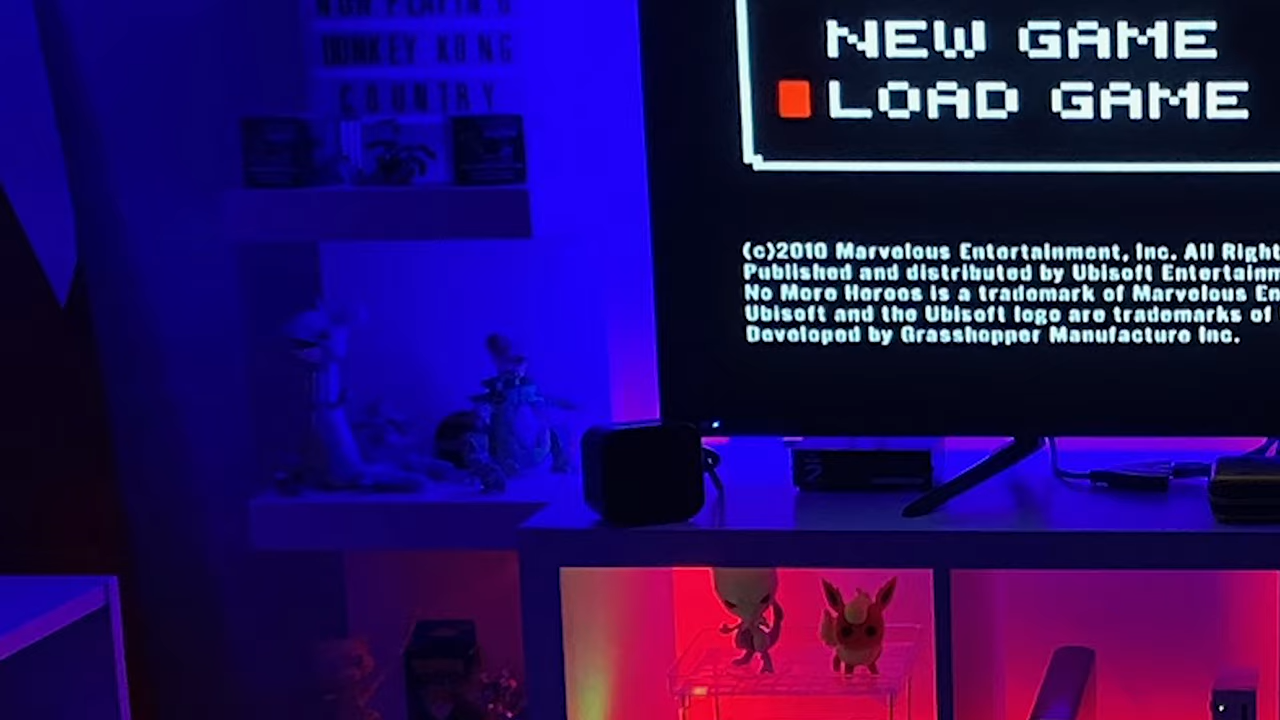 NOW PLAYING
DONKEY KONG
COUNTRY
NEW GAME
LOAD GAME
(c)2010 Marvelous Entertainment, Inc. All Right
Published and distributed by Ubisoft Entertainm
No More Heroes is a trademark of Marvelous En
Ubisoft and the Ubisoft logo are trademarks of
Developed by Grasshopper Manufacture Inc.